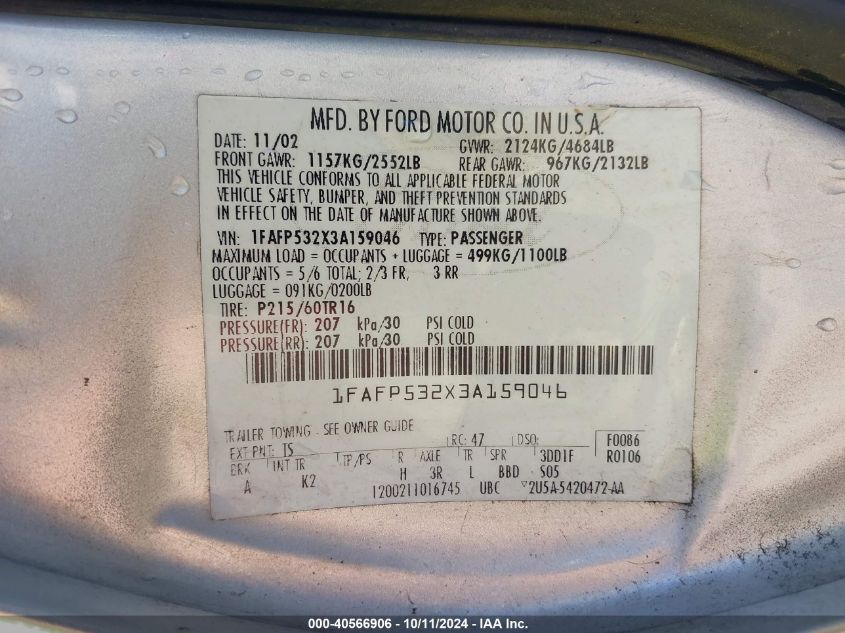 MFD. BY FORD MOTOR CO. IN U.S.A.
DATE: 11/02 GVWR: 2124KG/4684LB
FRONT GAWR: 1157KG/2552LB REAR GAWR: 967KG/2132LB
THIS VEHICLE CONFORMS TO ALL APPLICABLE FEDERAL MOTOR
VEHICLE SAFETY, BUMPER, AND THEFT PREVENTION STANDARDS
IN EFFECT ON THE DATE OF MANUFACTURE SHOWN ABOVE.
VIN: 1FAFP532X3A159046 TYPE: PASSENGER
MAXIMUM LOAD = OCCUPANTS + LUGGAGE = 499KG/1100LB
OCCUPANTS = 5/6 TOTAL; 2/3 FR, 3 RR
LUGGAGE = 091KG/0200LB
TIRE: P215/60TR16
PRESSURE(FR) 207 kPa/30 PSI COLD
PRESSURE(RR) 207 kPa/30 PSI COLD
1FAFP532X3A159046
TRAILER TOWING - SEE OWNER GUIDE
EXT PNT: TS RC: 47 DSO: F0086
BRK INT TR TP/PS R AXLE TR SPR 3DD1F R0106
A K2 H 3R L BBD S05
1200211016745 UBC 2U5A-5420472-AA
000-40566906 - 10/11/2024 - IAA Inc.